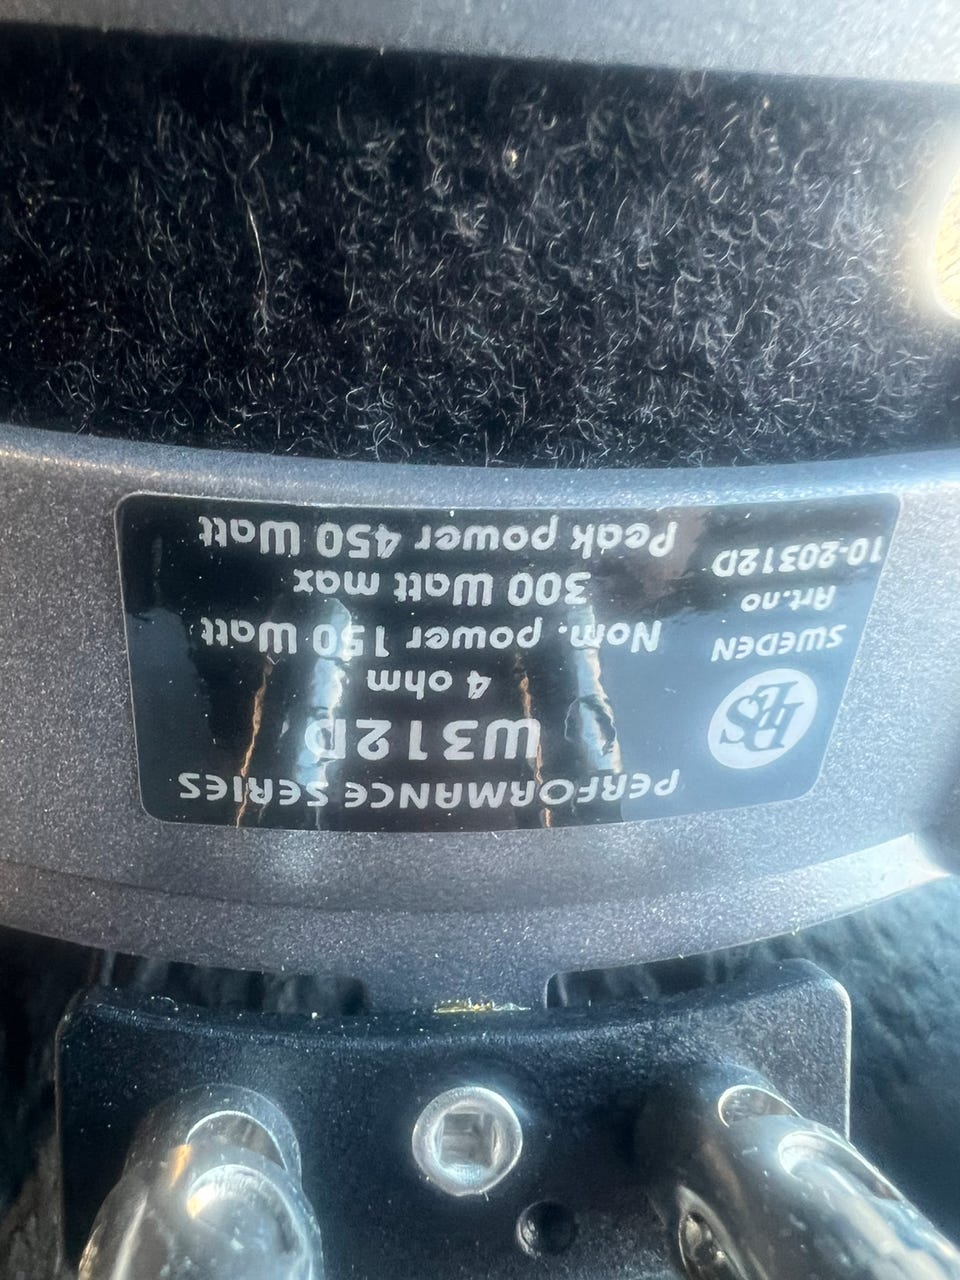 PERFORMANCE SERIES
W312D
4 ohm
Nom. power 150 Watt
300 Watt max
Peak power 450 Watt
DLS
SWEDEN
Art.no
10-20312D